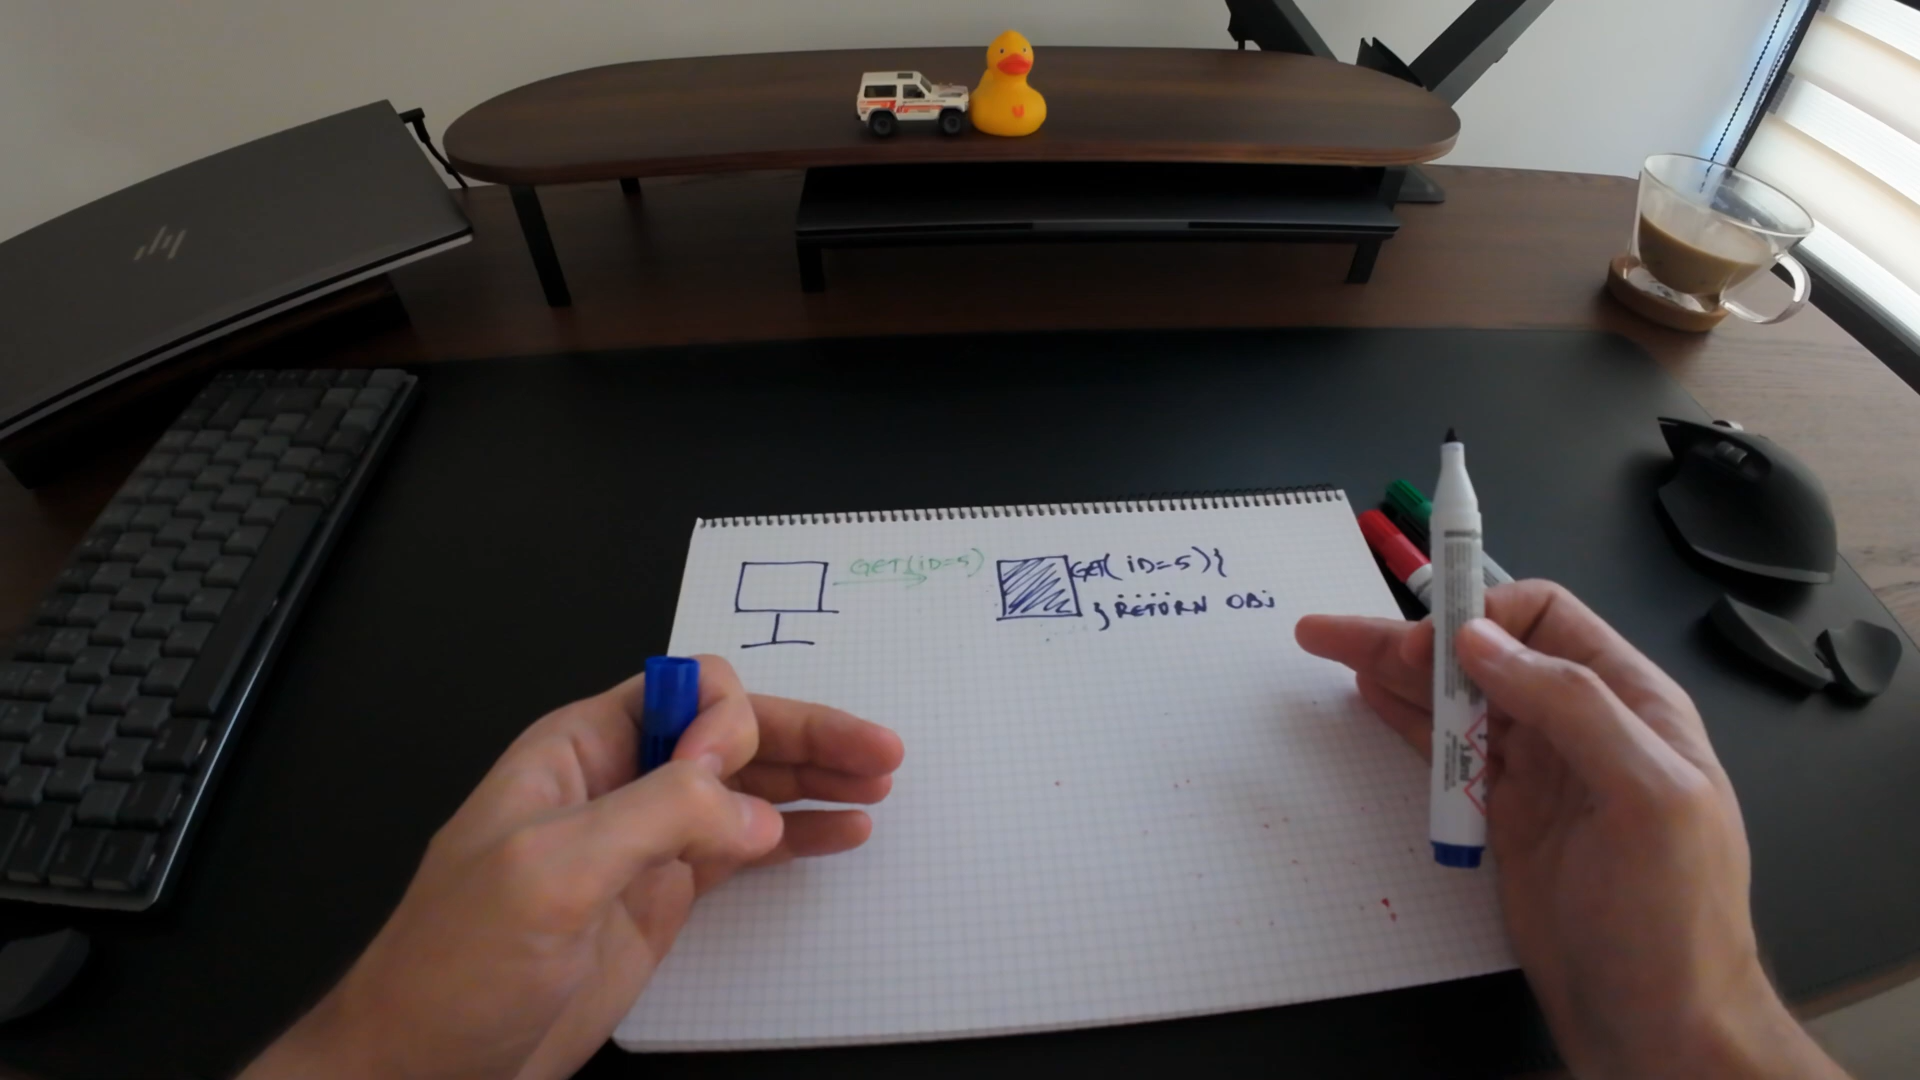 GET(iD=5)
GET( iD=5){
} RETURN OBj